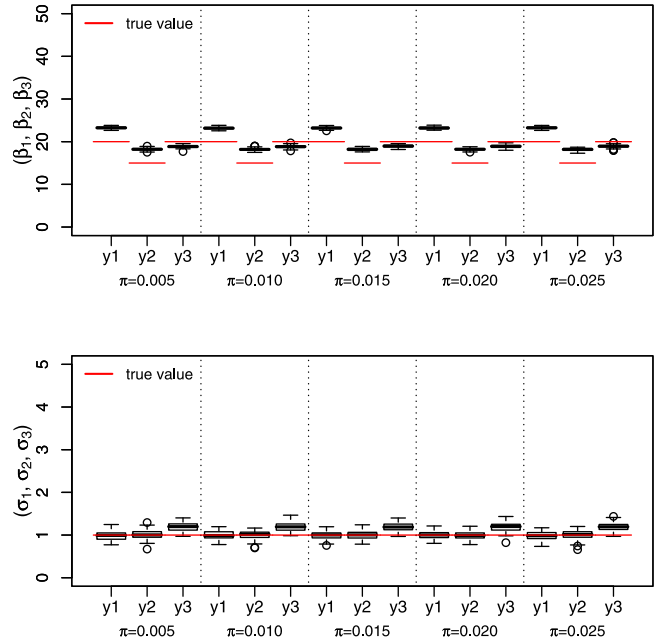 true value
(β1, β2, β3)
50
40
30
20
10
0
y1 y2 y3 y1 y2 y3 y1 y2 y3 y1 y2 y3 y1 y2 y3
π=0.005 π=0.010 π=0.015 π=0.020 π=0.025
true value
(σ1, σ2, σ3)
5
4
3
2
1
0
y1 y2 y3 y1 y2 y3 y1 y2 y3 y1 y2 y3 y1 y2 y3
π=0.005 π=0.010 π=0.015 π=0.020 π=0.025